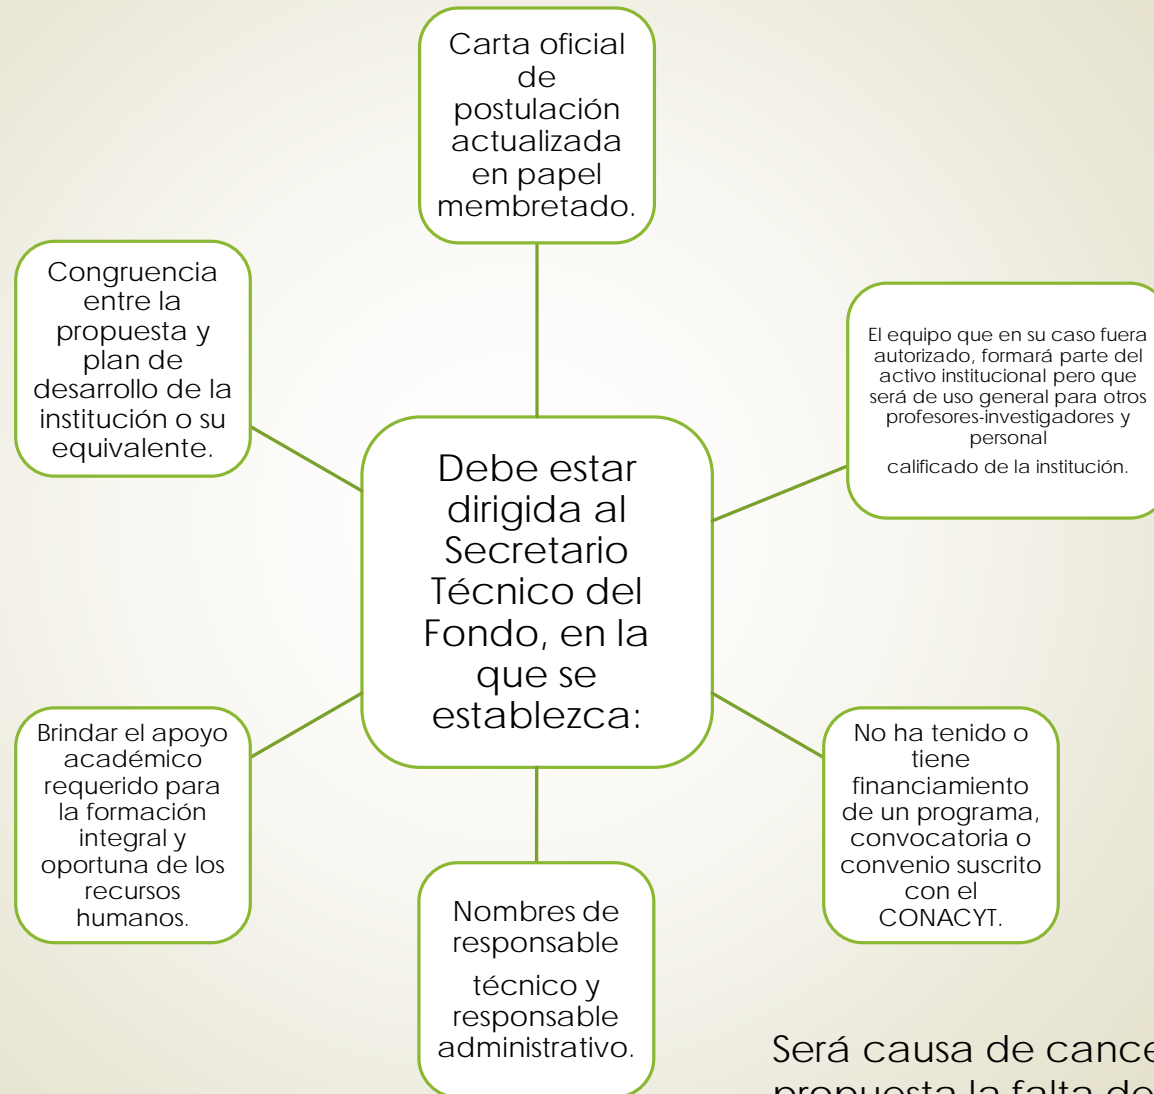 Carta oficial
de
postulación
actualizada
en papel
membretado.
Congruencia
entre la
propuesta y
plan de
desarrollo de la
institución o su
equivalente.
El equipo que en su caso fuera
autorizado, formará parte del
activo institucional pero que
será de uso general para otros
profesores-investigadores y
personal
calificado de la institución.
Debe estar
dirigida al
Secretario
Técnico del
Fondo, en la
que se
establezca:
Brindar el apoyo
académico
requerido para
la formación
integral y
oportuna de los
recursos
humanos.
No ha tenido o
tiene
financiamiento
de un programa,
convocatoria o
convenio suscrito
con el
CONACYT.
Nombres de
responsable
técnico y
responsable
administrativo.
Será causa de cance
propuesta la falta de